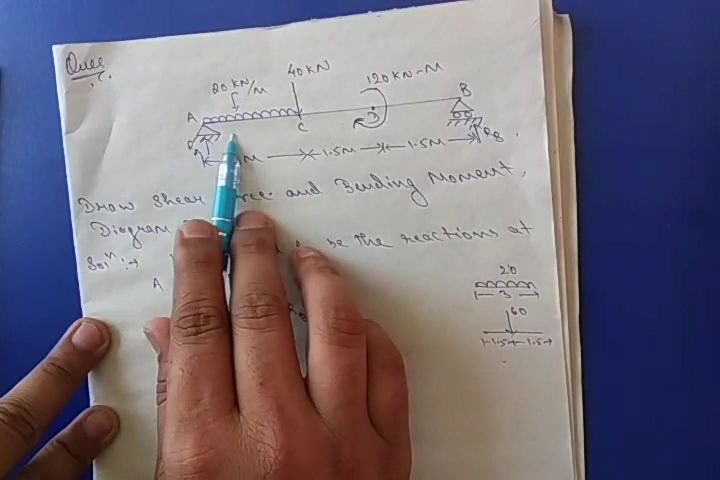 Ques
20 KN/M
40 KN
120 KN-M
A
C
D
B
M
1.5M
1.5M
RB
Draw Shear and Bending Moment
Diagram
Soln :→ be the reactions at
A
20
3
60
1.5 1.5